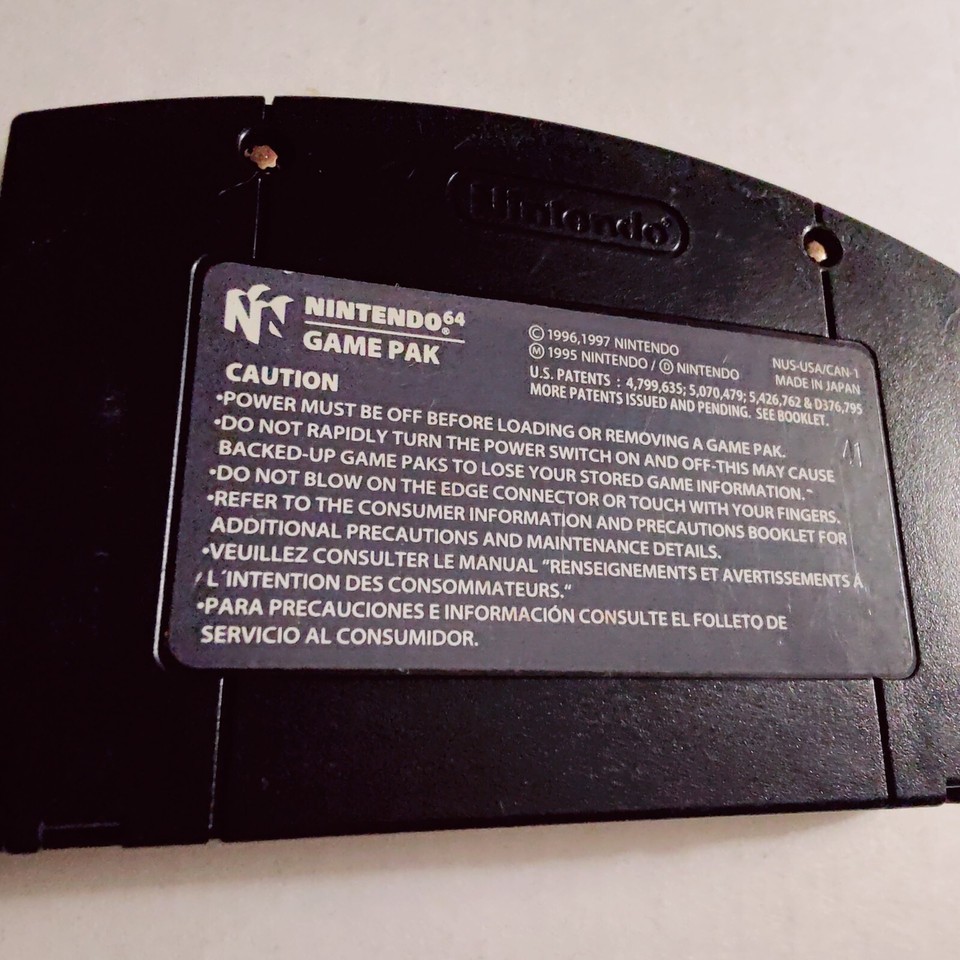 Nintendo®
NINTENDO64®
GAME PAK
© 1996,1997 NINTENDO
Ⓜ 1995 NINTENDO / Ⓓ NINTENDO
NUS-USA/CAN-1
MADE IN JAPAN
U.S. PATENTS : 4,799,635; 5,070,479; 5,426,762 & D376,795
MORE PATENTS ISSUED AND PENDING. SEE BOOKLET.
CAUTION
•POWER MUST BE OFF BEFORE LOADING OR REMOVING A GAME PAK.
•DO NOT RAPIDLY TURN THE POWER SWITCH ON AND OFF-THIS MAY CAUSE
BACKED-UP GAME PAKS TO LOSE YOUR STORED GAME INFORMATION.
•DO NOT BLOW ON THE EDGE CONNECTOR OR TOUCH WITH YOUR FINGERS.
•REFER TO THE CONSUMER INFORMATION AND PRECAUTIONS BOOKLET FOR
ADDITIONAL PRECAUTIONS AND MAINTENANCE DETAILS.
•VEUILLEZ CONSULTER LE MANUAL "RENSEIGNEMENTS ET AVERTISSEMENTS À
L'INTENTION DES CONSOMMATEURS."
•PARA PRECAUCIONES E INFORMACIÓN CONSULTE EL FOLLETO DE
SERVICIO AL CONSUMIDOR.